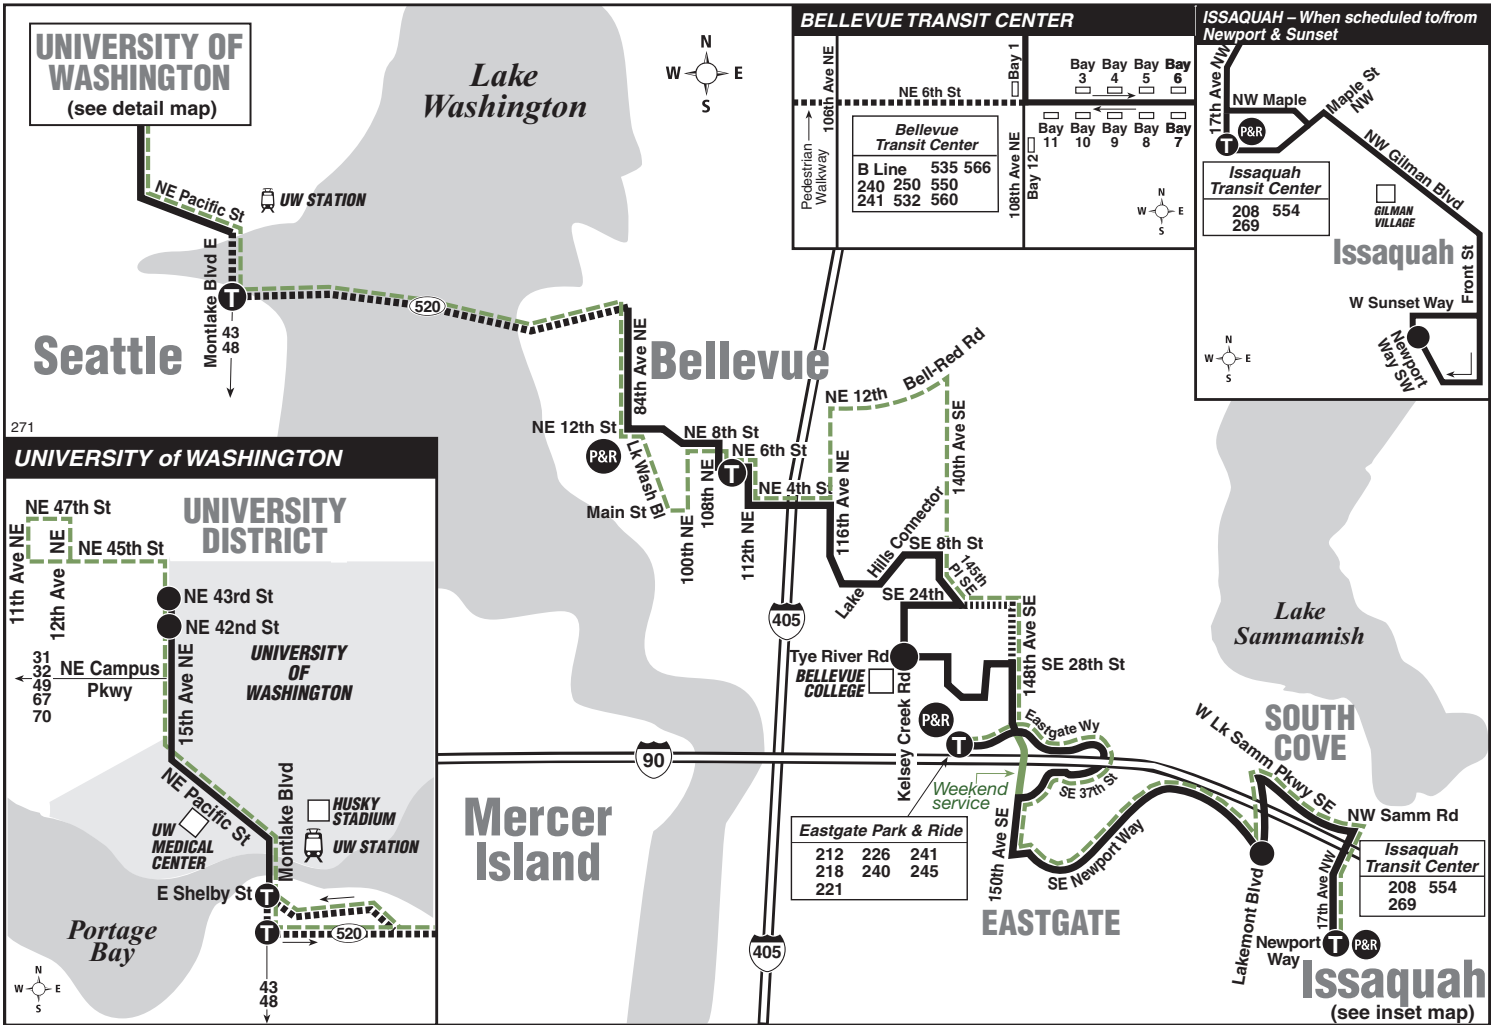 UNIVERSITY OF
WASHINGTON
(see detail map)
Lake
Washington
N
W
E
S
NE Pacific St
UW STATION
Montlake Blvd E
T
43
48
520
Seattle
271
84th Ave NE
Bellevue
NE 12th St
P&R
Lk Wash Bl
Main St
100th NE
108th NE
NE 8th St
NE 6th St
T
NE 4th St
112th NE
116th Ave NE
NE 12th
Bell-Red Rd
140th Ave SE
Lake
Hills Connector
SE 8th St
145th
Pl SE
SE 24th
148th Ave SE
SE 28th St
Tye River Rd
BELLEVUE
COLLEGE
Kelsey Creek Rd
P&R
T
Eastgate Wy
SE 37th St
Weekend
service
150th Ave SE
SE Newport Way
EASTGATE
Eastgate Park & Ride
212 226 241
218 240 245
221
405
405
90
Mercer
Island
Lake
Sammamish
SOUTH
COVE
W Lk Samm Pkwy SE
NW Samm Rd
Lakemont Blvd
17th Ave NW
Issaquah
Transit Center
208 554
269
Newport
Way
T
P&R
Issaquah
(see inset map)
BELLEVUE TRANSIT CENTER
106th Ave NE
Pedestrian
Walkway
NE 6th St
Bay 1
Bay
3
Bay
4
Bay
5
Bay
6
Bay
11
Bay
10
Bay
9
Bay
8
Bay
7
Bay 12
108th Ave NE
Bellevue
Transit Center
B Line 535 566
240 250 550
241 532 560
N
W
E
S
ISSAQUAH – When scheduled to/from
Newport & Sunset
17th Ave NW
NW Maple
Maple St
NW
P&R
T
NW Gilman Blvd
Issaquah
Transit Center
208 554
269
GILMAN
VILLAGE
Issaquah
Front St
W Sunset Way
Newport
Way SW
N
W
E
S
UNIVERSITY of WASHINGTON
NE 47th St
UNIVERSITY
DISTRICT
11th Ave NE
12th Ave
NE
NE 45th St
NE 43rd St
NE 42nd St
31
32
49
67
70
NE Campus
Pkwy
15th Ave NE
UNIVERSITY
OF
WASHINGTON
NE Pacific St
Montlake Blvd
HUSKY
STADIUM
UW
MEDICAL
CENTER
UW STATION
E Shelby St
T
T
520
Portage
Bay
43
48
N
W
E
S